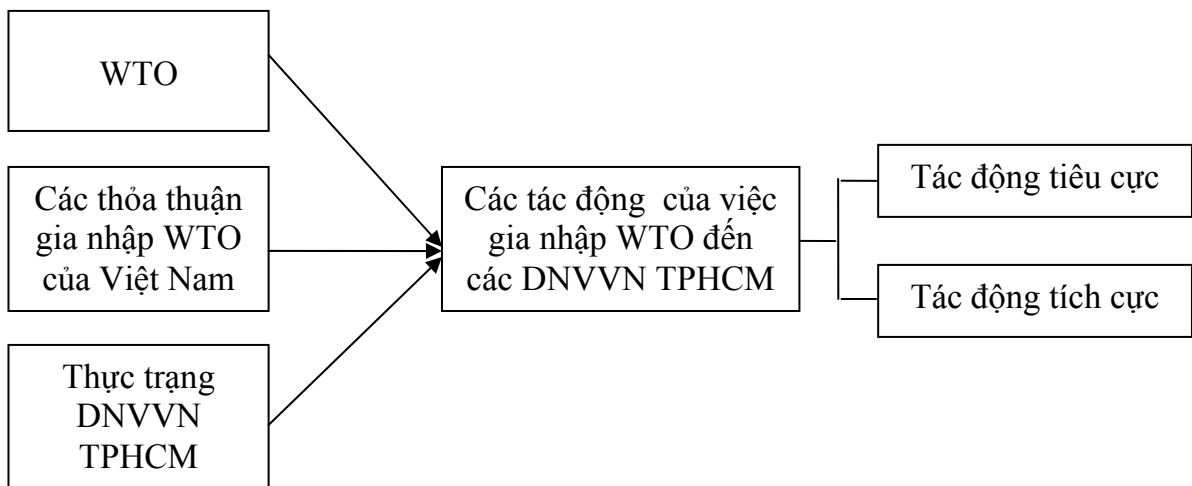 WTO
Các thỏa thuận
gia nhập WTO
của Việt Nam
Thực trạng
DNVVN
TPHCM
Các tác động của việc
gia nhập WTO đến
các DNVVN TPHCM
Tác động tiêu cực
Tác động tích cực